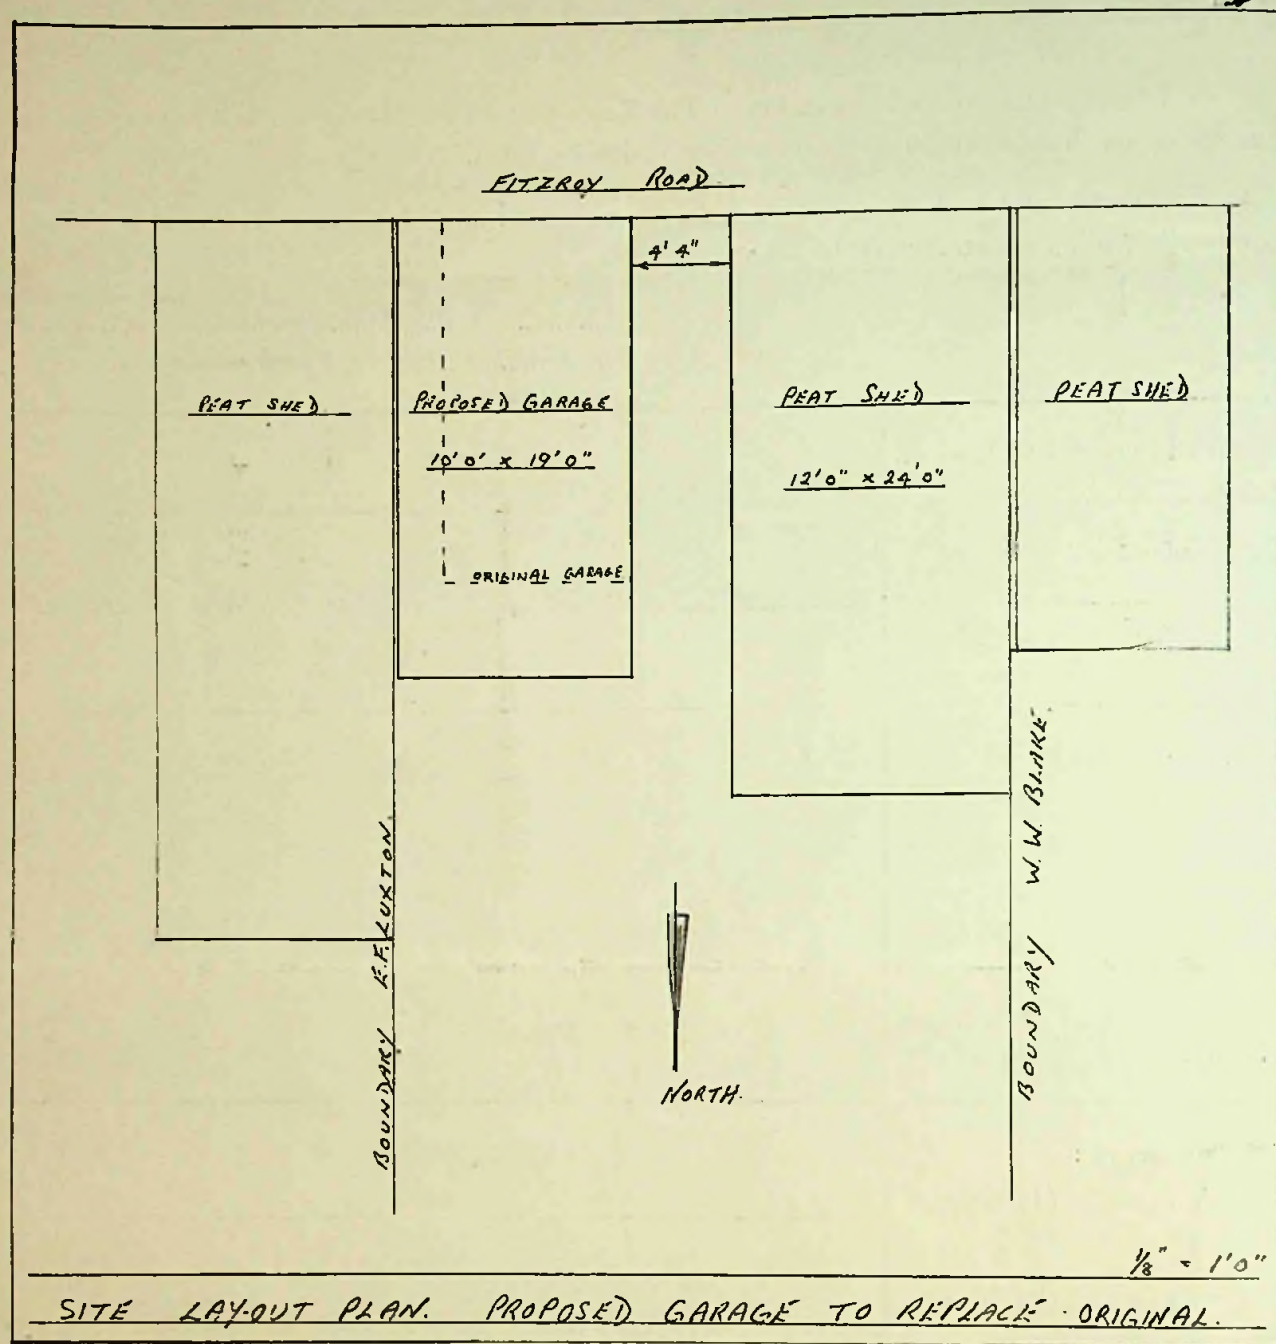 FITZROY ROAD
4' 4"
PEAT SHED
PROPOSED GARAGE
10'0' x 19'0"
ORIGINAL GARAGE
PEAT SHED
12'0" x 24'0"
PEAT SHED
BOUNDARY E.F. LUXTON.
BOUNDARY W.W. BLAKE.
NORTH.
1/8" = 1'0"
SITE LAY-OUT PLAN. PROPOSED GARAGE TO REPLACE ORIGINAL.